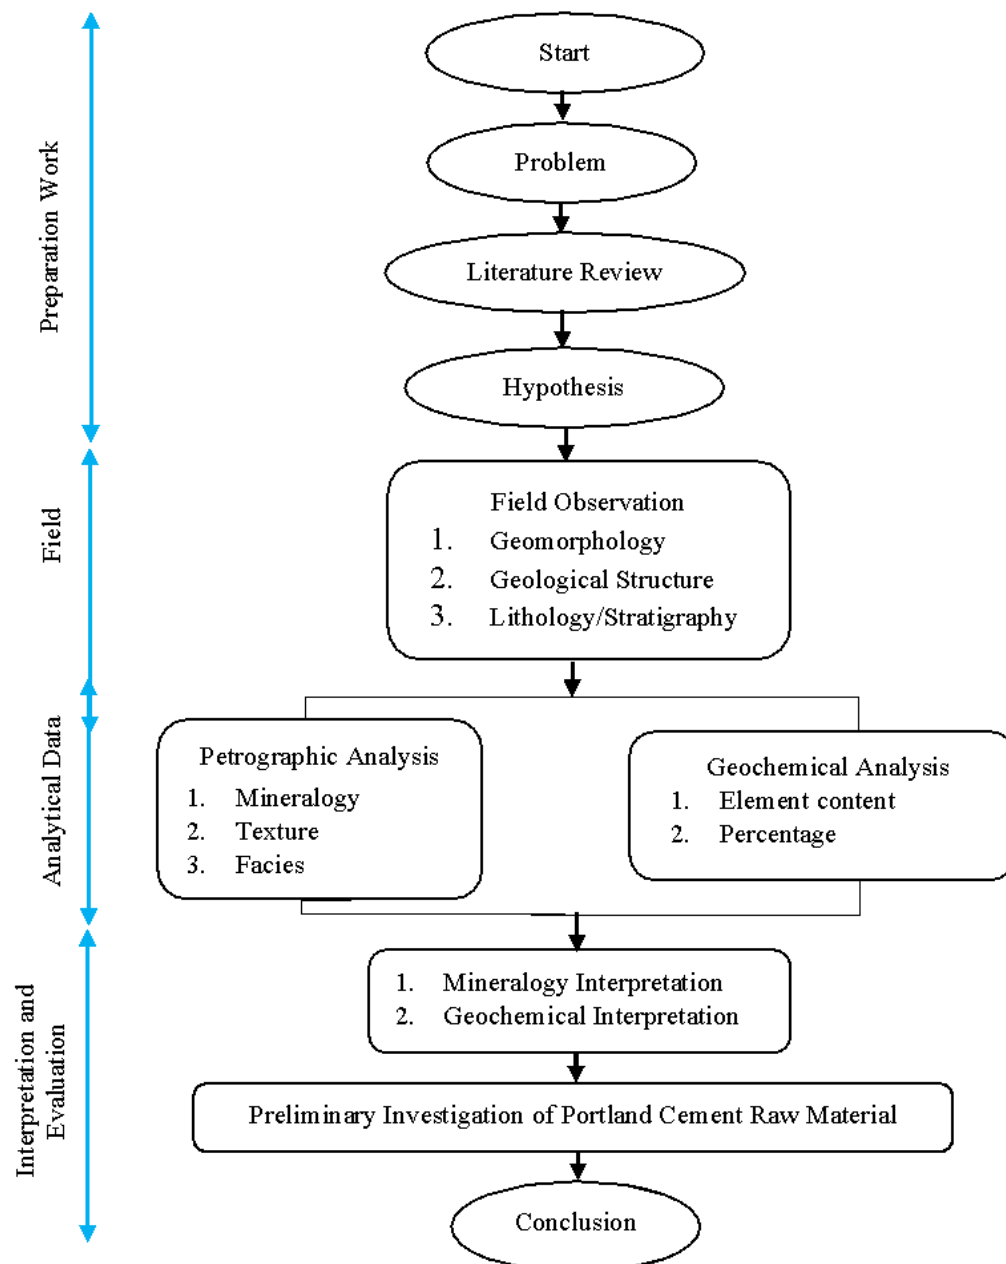 Start
Problem
Literature Review
Hypothesis
Preparation Work
Field Observation
1. Geomorphology
2. Geological Structure
3. Lithology/Stratigraphy
Field
Petrographic Analysis
1. Mineralogy
2. Texture
3. Facies
Geochemical Analysis
1. Element content
2. Percentage
Analytical Data
1. Mineralogy Interpretation
2. Geochemical Interpretation
Preliminary Investigation of Portland Cement Raw Material
Conclusion
Interpretation and
Evaluation